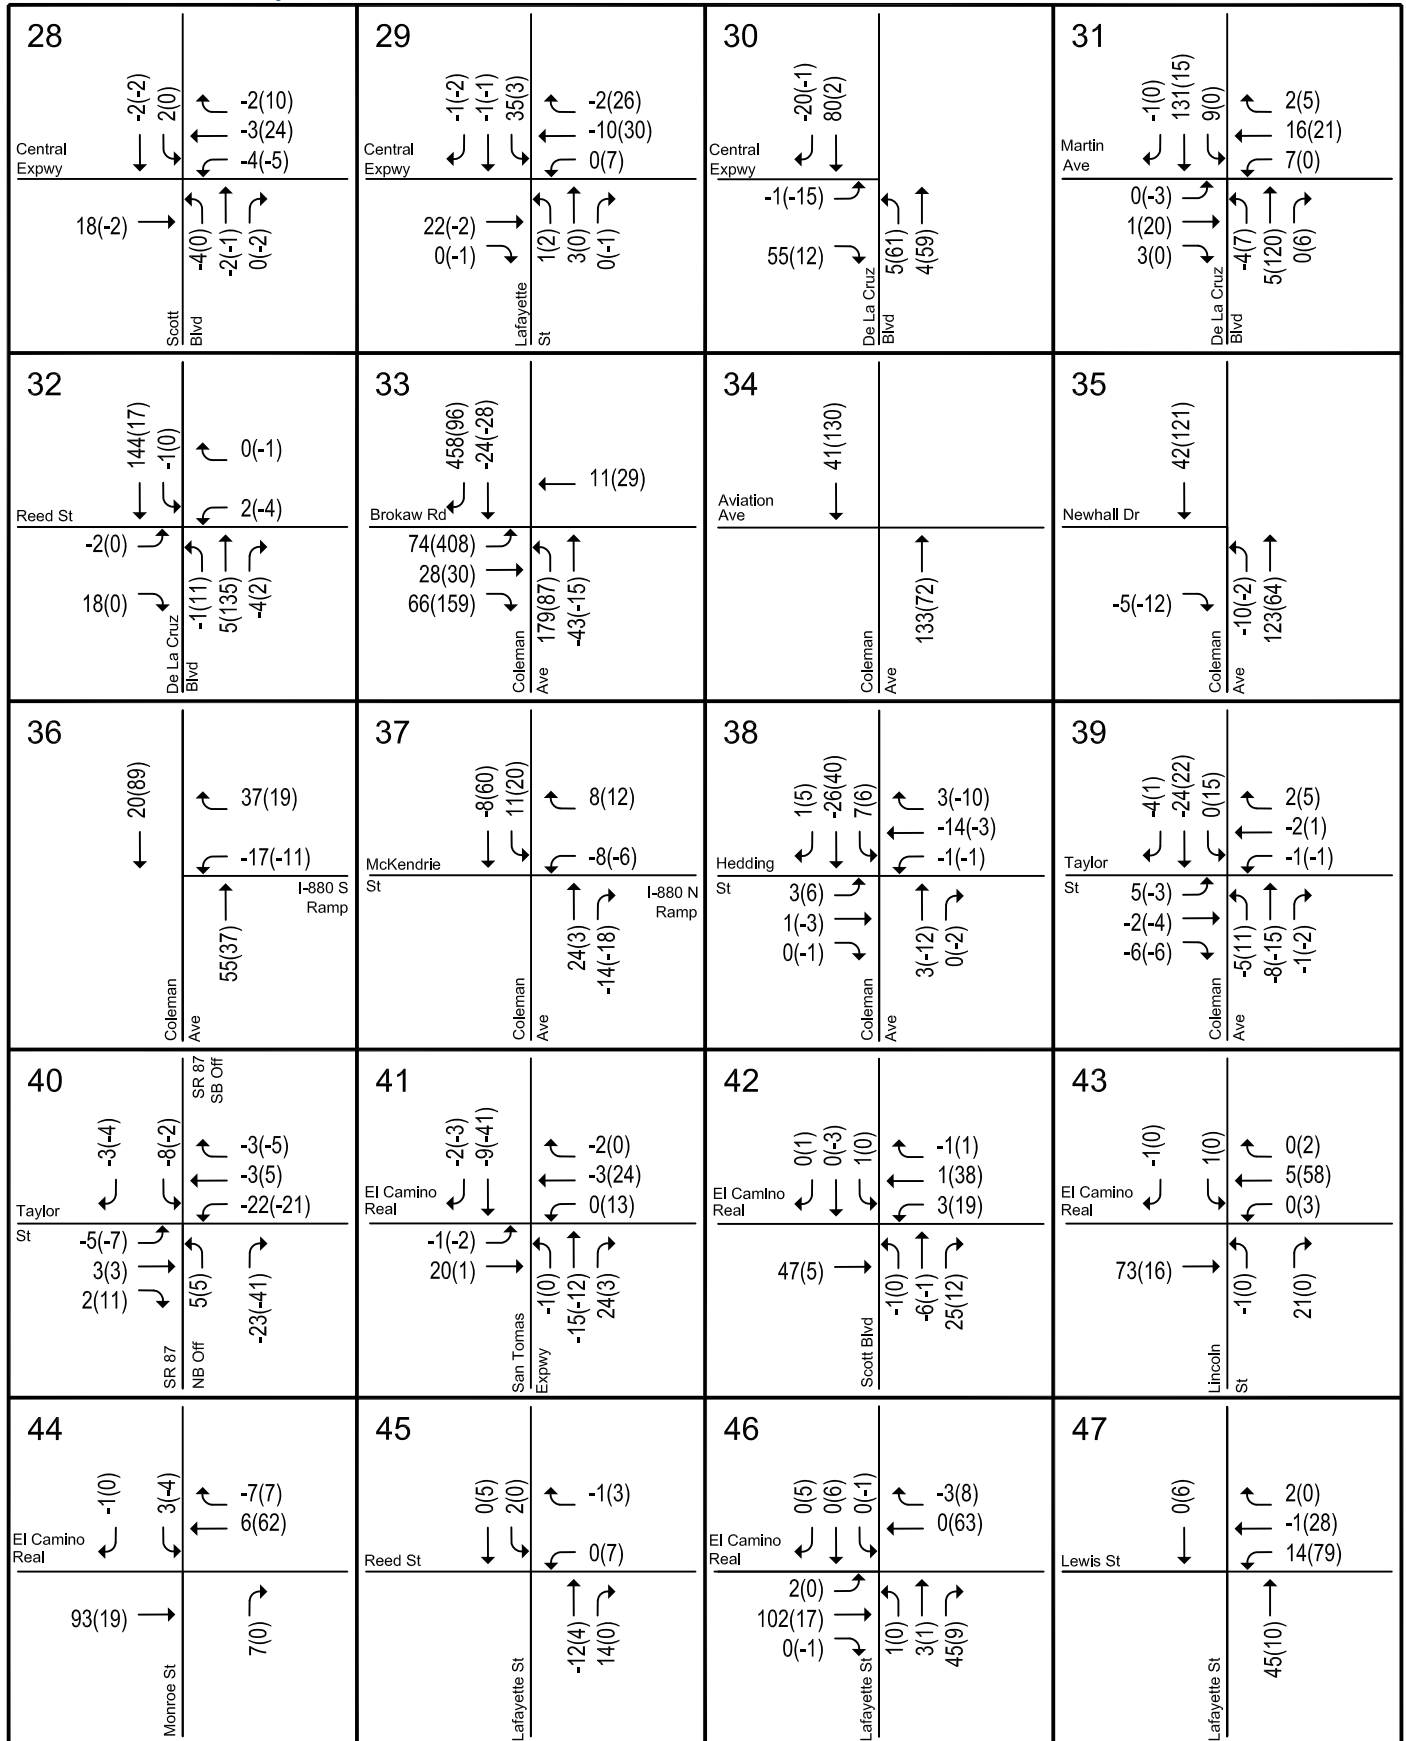 28
-2(-2)
2(0)
-2(10)
-3(24)
-4(-5)
Central
Expwy
18(-2)
-4(0)
-2(-1)
0(-2)
Scott
Blvd
29
-1(-2)
-1(-1)
35(3)
-2(26)
-10(30)
0(7)
Central
Expwy
22(-2)
0(-1)
1(2)
3(0)
0(-1)
Lafayette
St
30
-20(-1)
80(2)
Central
Expwy
-1(-15)
55(12)
5(61)
4(59)
De La Cruz
Blvd
31
-1(0)
131(15)
9(0)
2(5)
16(21)
7(0)
Martin
Ave
0(-3)
1(20)
3(0)
-4(7)
5(120)
0(6)
De La Cruz
Blvd
32
144(17)
-1(0)
0(-1)
2(-4)
Reed St
-2(0)
18(0)
-1(11)
5(135)
-4(2)
De La Cruz
Blvd
33
458(96)
-24(-28)
11(29)
Brokaw Rd
74(408)
28(30)
66(159)
179(87)
-43(-15)
Coleman
Ave
34
41(130)
Aviation
Ave
133(72)
Coleman
Ave
35
42(121)
Newhall Dr
-5(-12)
-10(-2)
123(64)
Coleman
Ave
36
20(89)
37(19)
-17(-11)
I-880 S
Ramp
55(37)
Coleman
Ave
37
-8(60)
11(20)
8(12)
-8(-6)
McKendrie
St
I-880 N
Ramp
24(3)
-14(-18)
Coleman
Ave
38
1(5)
-26(40)
7(6)
3(-10)
-14(-3)
-1(-1)
Hedding
St
3(6)
1(-3)
0(-1)
3(-12)
0(-2)
Coleman
Ave
39
-4(1)
-24(22)
0(15)
2(5)
-2(1)
-1(-1)
Taylor
St
5(-3)
-2(-4)
-6(-6)
-5(11)
-8(-15)
-1(-2)
Coleman
Ave
40
SR 87
SB Off
-3(-4)
-8(-2)
-3(-5)
-3(5)
-22(-21)
Taylor
St
-5(-7)
3(3)
2(11)
5(5)
-23(-41)
SR 87
NB Off
41
-2(-3)
-9(-41)
-2(0)
-3(24)
0(13)
El Camino
Real
-1(-2)
20(1)
-1(0)
-15(-12)
24(3)
San Tomas
Expwy
42
0(1)
0(-3)
1(0)
-1(1)
1(38)
3(19)
El Camino
Real
47(5)
-1(0)
-6(-1)
25(12)
Scott Blvd
43
-1(0)
1(0)
0(2)
5(58)
0(3)
El Camino
Real
73(16)
-1(0)
21(0)
Lincoln
St
44
-1(0)
3(-4)
-7(7)
6(62)
El Camino
Real
93(19)
7(0)
Monroe St
45
0(5)
2(0)
-1(3)
0(7)
Reed St
-12(4)
14(0)
Lafayette St
46
0(5)
0(6)
0(-1)
-3(8)
0(63)
El Camino
Real
2(0)
102(17)
0(-1)
1(0)
3(1)
45(9)
Lafayette St
47
0(6)
2(0)
-1(28)
14(79)
Lewis St
45(10)
Lafayette St